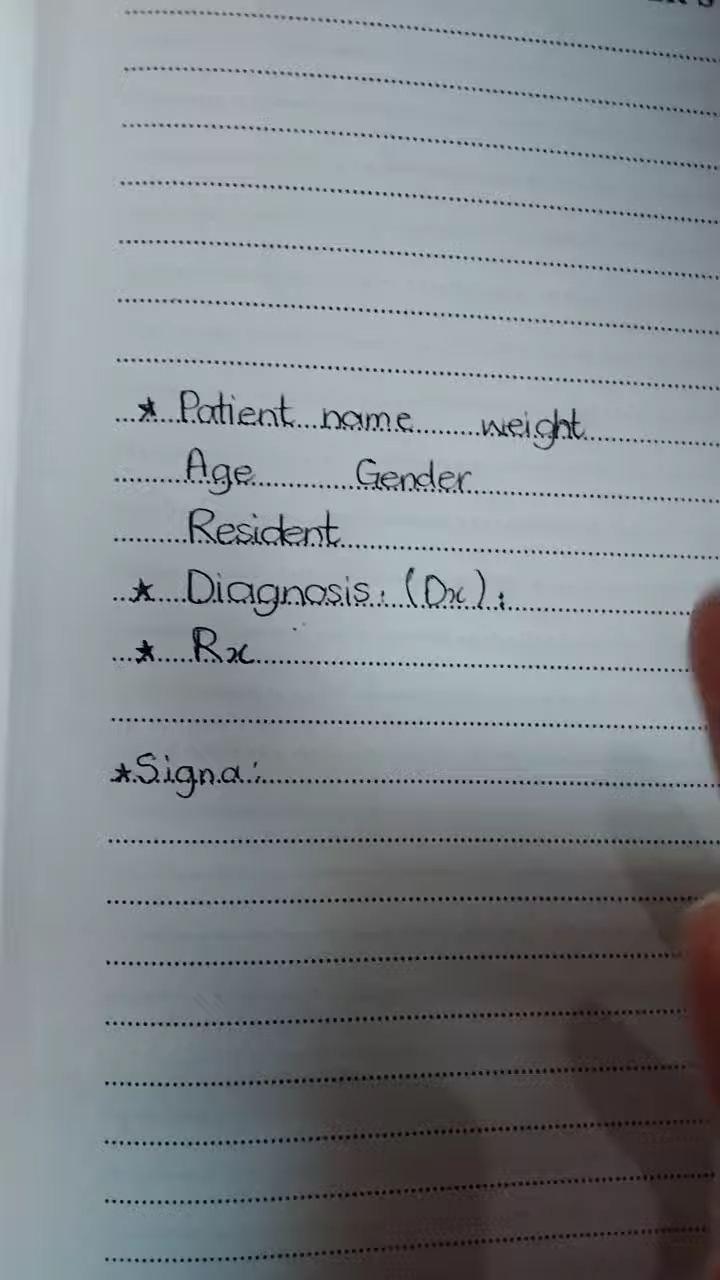 ★ Patient name weight
Age Gender
Resident
★ Diagnosis: (Dx):
★ Rx
★ Signa: